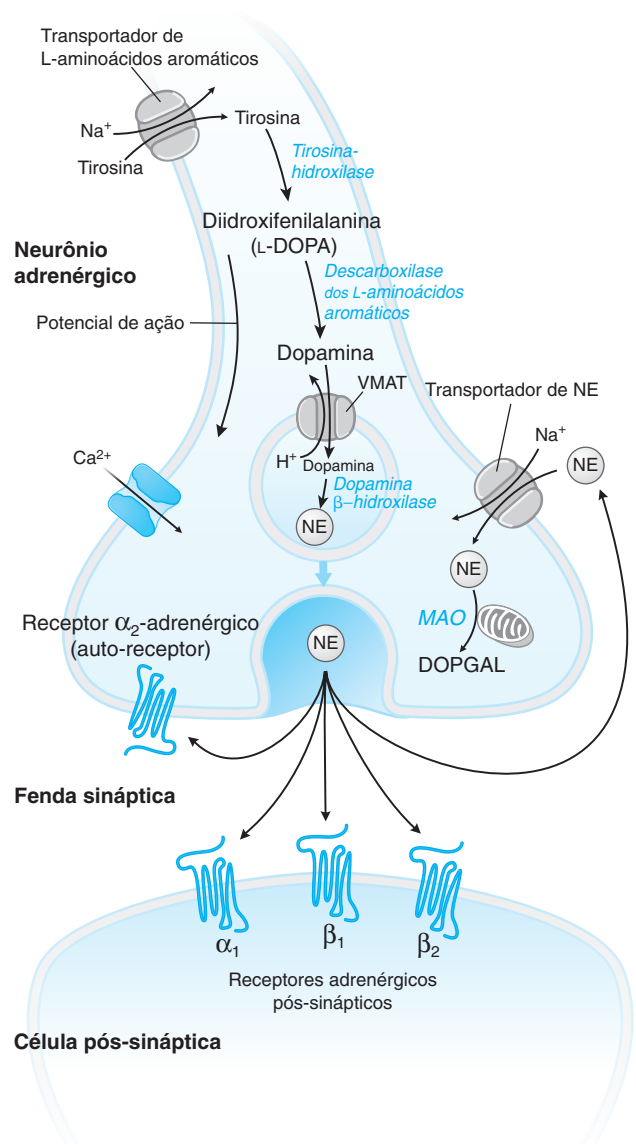 Transportador de
L-aminoácidos aromáticos
Na⁺
Tirosina
Tirosina
Tirosina-
hidroxilase
Diidroxifenilalanina
(L-DOPA)
Neurônio
adrenérgico
Descarboxilase
dos L-aminoácidos
aromáticos
Potencial de ação
Dopamina
VMAT
Transportador de NE
Na⁺
NE
Ca²⁺
H⁺
Dopamina
Dopamina
β–hidroxilase
NE
NE
MAO
DOPGAL
Receptor α₂-adrenérgico
(auto-receptor)
NE
Fenda sináptica
α₁
β₁
β₂
Receptores adrenérgicos
pós-sinápticos
Célula pós-sináptica